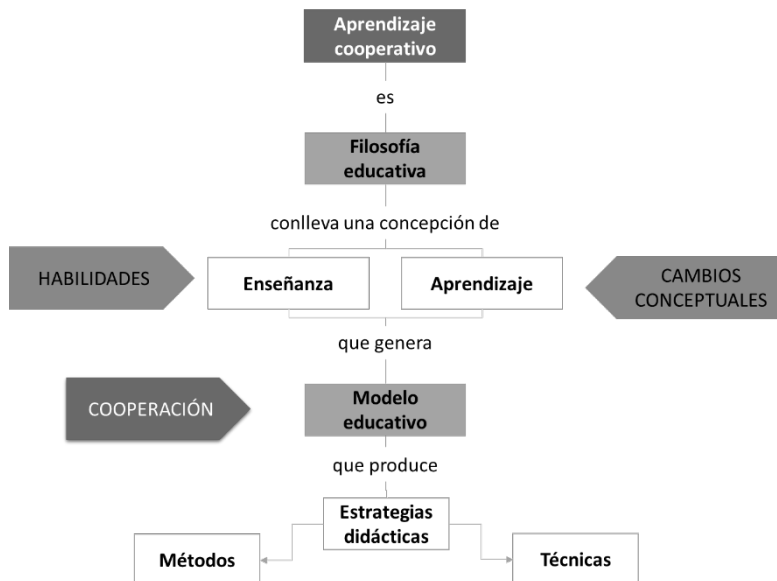 Aprendizaje
cooperativo
es
Filosofía
educativa
conlleva una concepción de
HABILIDADES
Enseñanza
Aprendizaje
CAMBIOS
CONCEPTUALES
que genera
COOPERACIÓN
Modelo
educativo
que produce
Estrategias
didácticas
Métodos
Técnicas